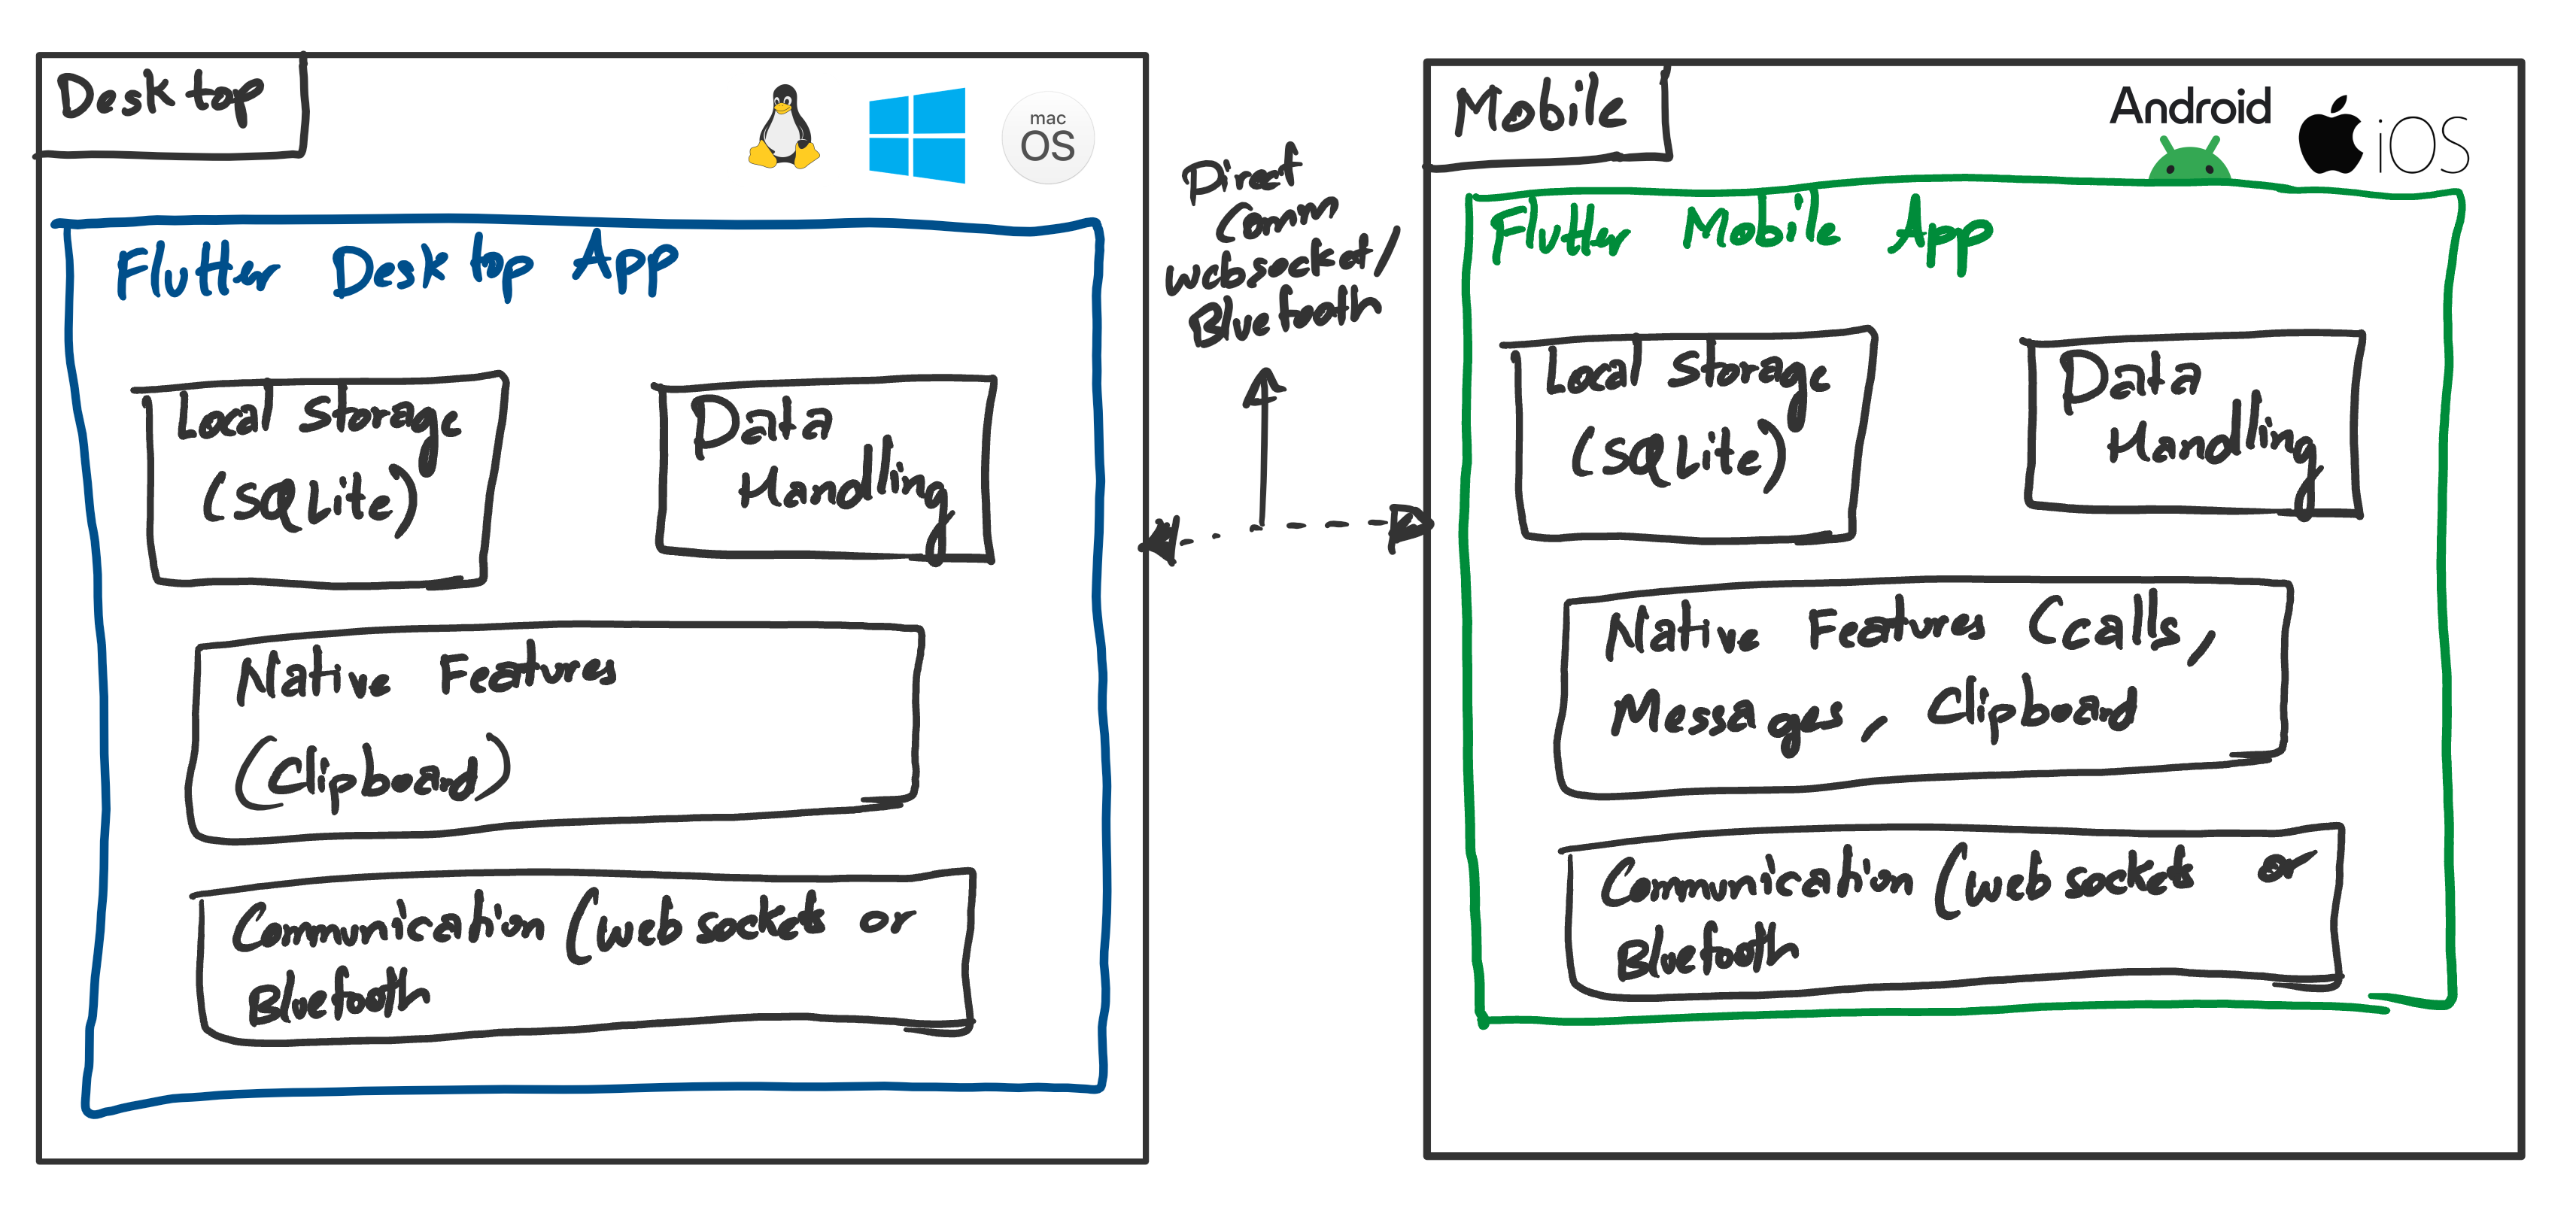 Desktop
mac
OS
Flutter Desktop App
Local Storage
(SQLite)
Data
Handling
Native Features
(Clipboard)
Communication (web sockets or
Bluetooth
Direct
Comm
websocket/
Bluetooth
Mobile
Android
iOS
Flutter Mobile App
Local Storage
(SQLite)
Data
Handling
Native Features (calls,
Messages, Clipboard
Communication (web sockets or
Bluetooth